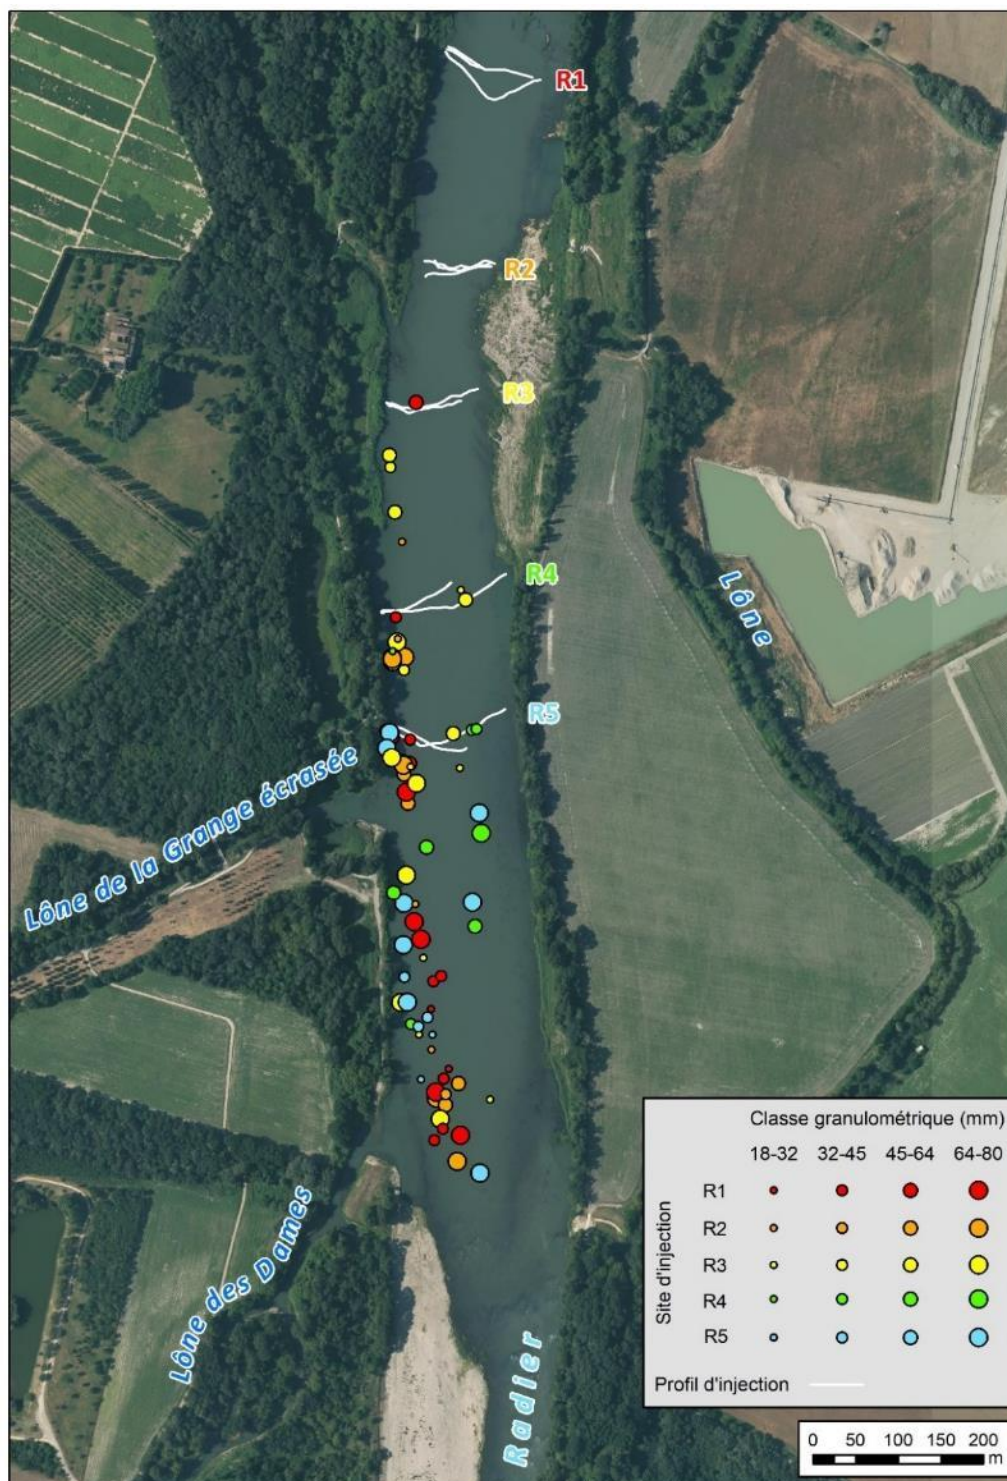 R1
R2
R3
R4
R5
Lône
Lône de la Grange écrasée
Lône des Dames
Radier
Classe granulométrique (mm)
18-32 32-45 45-64 64-80
Site d'injection
R1
R2
R3
R4
R5
Profil d'injection
0 50 100 150 200
m